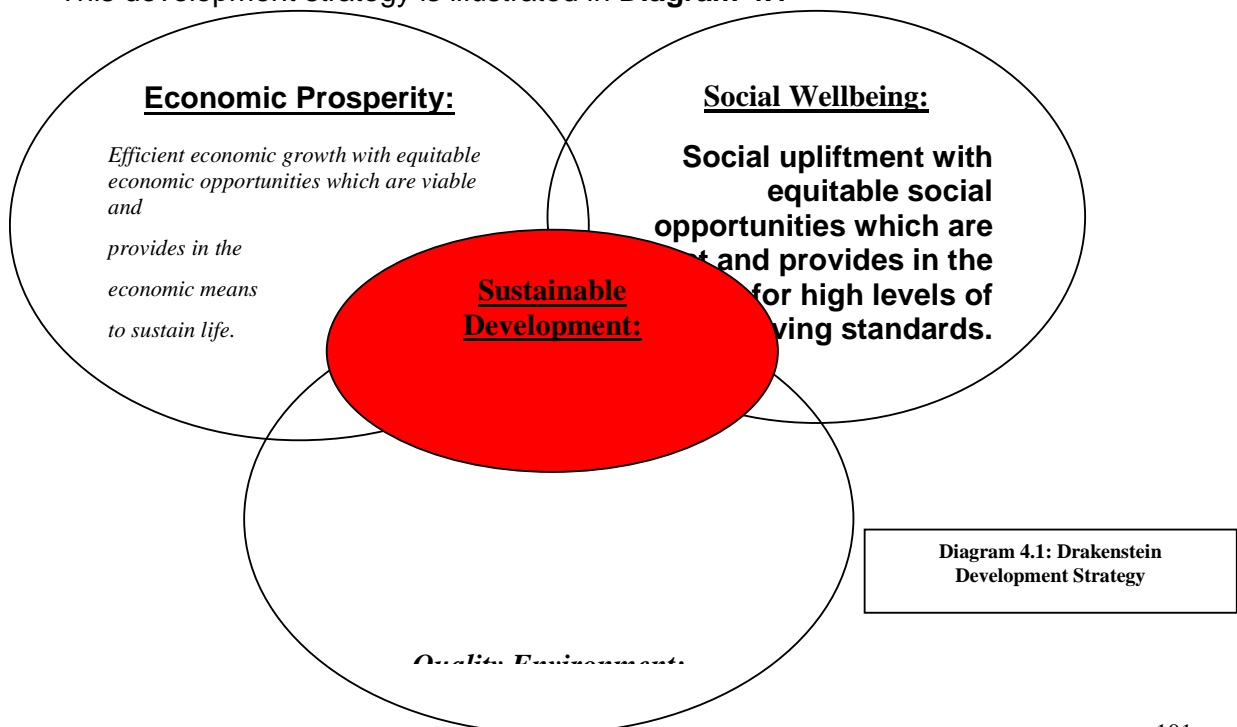 This development strategy is illustrated in Diagram 4.1
Economic Prosperity:
Efficient economic growth with equitable
economic opportunities which are viable
and
provides in the
economic means
to sustain life.
Social Wellbeing:
Social upliftment with
equitable social
opportunities which are
and provides in the
for high levels of
standards.
Sustainable
Development:
Quality Environment:
Diagram 4.1: Drakenstein
Development Strategy
101